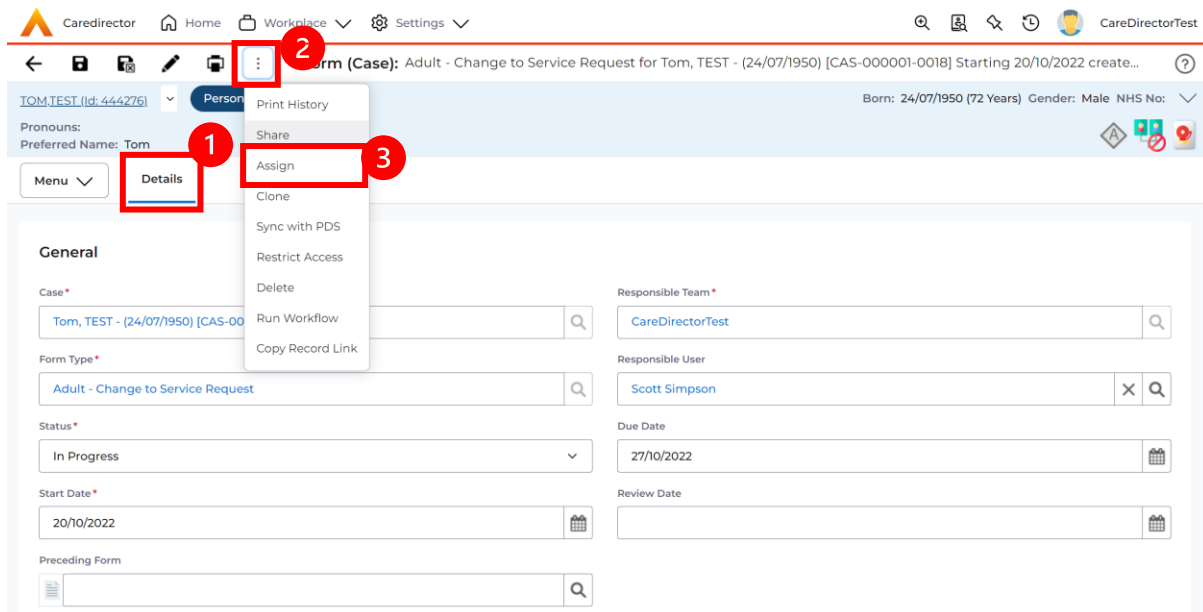 Caredirector Home Workplace Settings CareDirectorTest
2
orm (Case): Adult - Change to Service Request for Tom, TEST - (24/07/1950) [CAS-000001-0018] Starting 20/10/2022 create...
TOM,TEST (Id: 444276) Person Born: 24/07/1950 (72 Years) Gender: Male NHS No:
Pronouns:
Preferred Name: Tom
1
Menu Details
Print History
Share
Assign
3
Clone
Sync with PDS
Restrict Access
Delete
Run Workflow
Copy Record Link
General
Case*
Tom, TEST - (24/07/1950) [CAS-00
Responsible Team*
CareDirectorTest
Form Type*
Adult - Change to Service Request
Responsible User
Scott Simpson
Status*
In Progress
Due Date
27/10/2022
Start Date*
20/10/2022
Review Date
Preceding Form